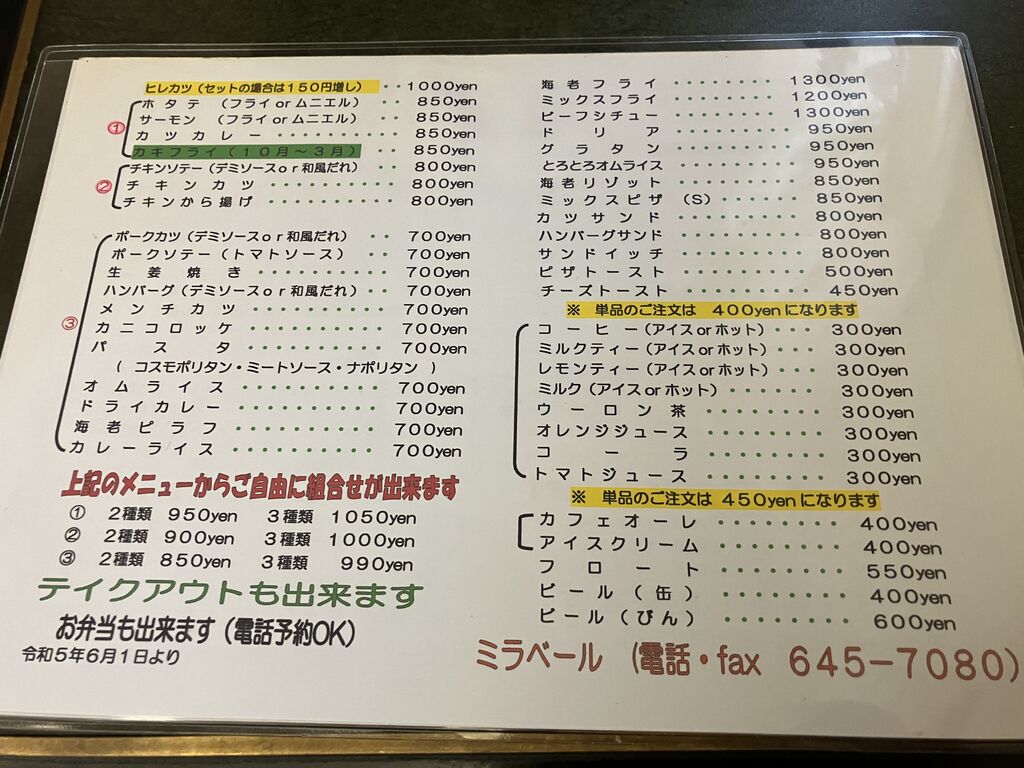 ヒレカツ（セットの場合は１５０円増し）・・１０００yen
① ホタテ （フライorムニエル） ・・ ８５０yen
サーモン （フライorムニエル） ・・ ８５０yen
カツカレー・・・・・・・・ ８５０yen
カキフライ（１０月～３月） ・・ ８５０yen
② チキンソテー（デミソースｏｒ和風だれ） ・・ ８００yen
チキンカツ ・・・・・・・・ ８００yen
チキンから揚げ ・・・・・・・・ ８００yen
③ ポークカツ（デミソースｏｒ和風だれ） ・・ ７００yen
ポークソテー（トマトソース） ・・ ７００yen
生姜焼き ・・・・・・・・ ７００yen
ハンバーグ（デミソースｏｒ和風だれ） ・・ ７００yen
メンチカツ ・・・・・・・・ ７００yen
カニコロッケ ・・・・・・・・ ７００yen
パスタ ・・・・・・・・ ７００yen
（ コスモポリタン・ミートソース・ナポリタン ）
オムライス ・・・・・・・・ ７００yen
ドライカレー ・・・・・・・・ ７００yen
海老ピラフ ・・・・・・・・ ７００yen
カレーライス ・・・・・・・・ ７００yen
上記のメニューからご自由に組合せが出来ます
① ２種類 ９５０yen ３種類 １０５０yen
② ２種類 ９００yen ３種類 １０００yen
③ ２種類 ８５０yen ３種類 ９９０yen
テイクアウトも出来ます
お弁当も出来ます（電話予約OK）
令和５年６月１日より
海老フライ ・・・・・・・・ １３００yen
ミックスフライ ・・・・・・・・ １２００yen
ビーフシチュー ・・・・・・・・ １３００yen
ドリア ・・・・・・・・ ９５０yen
グラタン ・・・・・・・・ ９５０yen
とろとろオムライス ・・・・・・・・ ９５０yen
海老リゾット ・・・・・・・・ ８５０yen
ミックスピザ （S） ・・・・・ ８５０yen
カツサンド ・・・・・・・・ ８００yen
ハンバーグサンド ・・・・・・・・ ８００yen
サンドイッチ ・・・・・・・・ ８００yen
ピザトースト ・・・・・・・・ ５００yen
チーズトースト ・・・・・・・・ ４５０yen
※ 単品のご注文は ４００yenになります
コーヒー（アイスorホット） ・・・ ３００yen
ミルクティー（アイスorホット） ・・・ ３００yen
レモンティー（アイスorホット） ・・・ ３００yen
ミルク（アイスorホット） ・・・・・ ３００yen
ウーロン茶 ・・・・・・・・ ３００yen
オレンジジュース ・・・・・・・・ ３００yen
コーラ ・・・・・・・・ ３００yen
トマトジュース ・・・・・・・・ ３００yen
※ 単品のご注文は ４５０yenになります
カフェオーレ ・・・・・・・・ ４００yen
アイスクリーム ・・・・・・・・ ４００yen
フロート ・・・・・・・・ ５５０yen
ビール（缶） ・・・・・・・・ ４００yen
ビール（びん） ・・・・・・・・ ６００yen
ミラベール （電話・fax ６４５−７０８０）